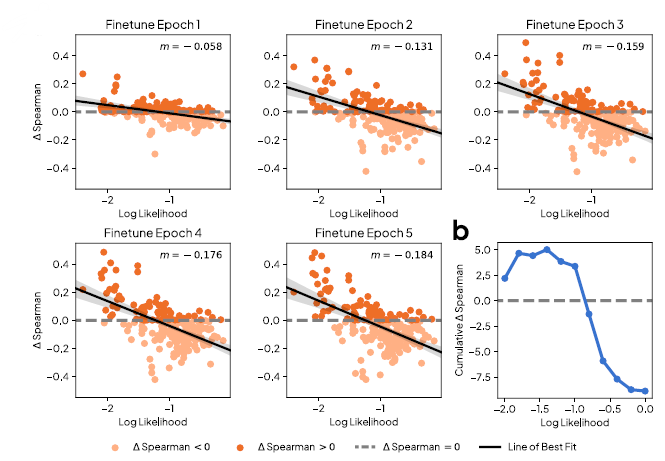 Finetune Epoch 1
Finetune Epoch 2
Finetune Epoch 3
m = −0.058
m = −0.131
m = −0.159
Δ Spearman
0.4
0.2
0.0
−0.2
−0.4
0.4
0.2
0.0
−0.2
−0.4
0.4
0.2
0.0
−0.2
−0.4
−2
−1
−2
−1
−2
−1
Log Likelihood
Log Likelihood
Log Likelihood
Finetune Epoch 4
Finetune Epoch 5
b
m = −0.176
m = −0.184
Δ Spearman
0.4
0.2
0.0
−0.2
−0.4
0.4
0.2
0.0
−0.2
−0.4
Cumulative Δ Spearman
5.0
2.5
0.0
−2.5
−5.0
−7.5
−2
−1
−2
−1
−2.0
−1.5
−1.0
−0.5
0.0
Log Likelihood
Log Likelihood
Log Likelihood
Δ Spearman < 0
Δ Spearman > 0
Δ Spearman = 0
Line of Best Fit